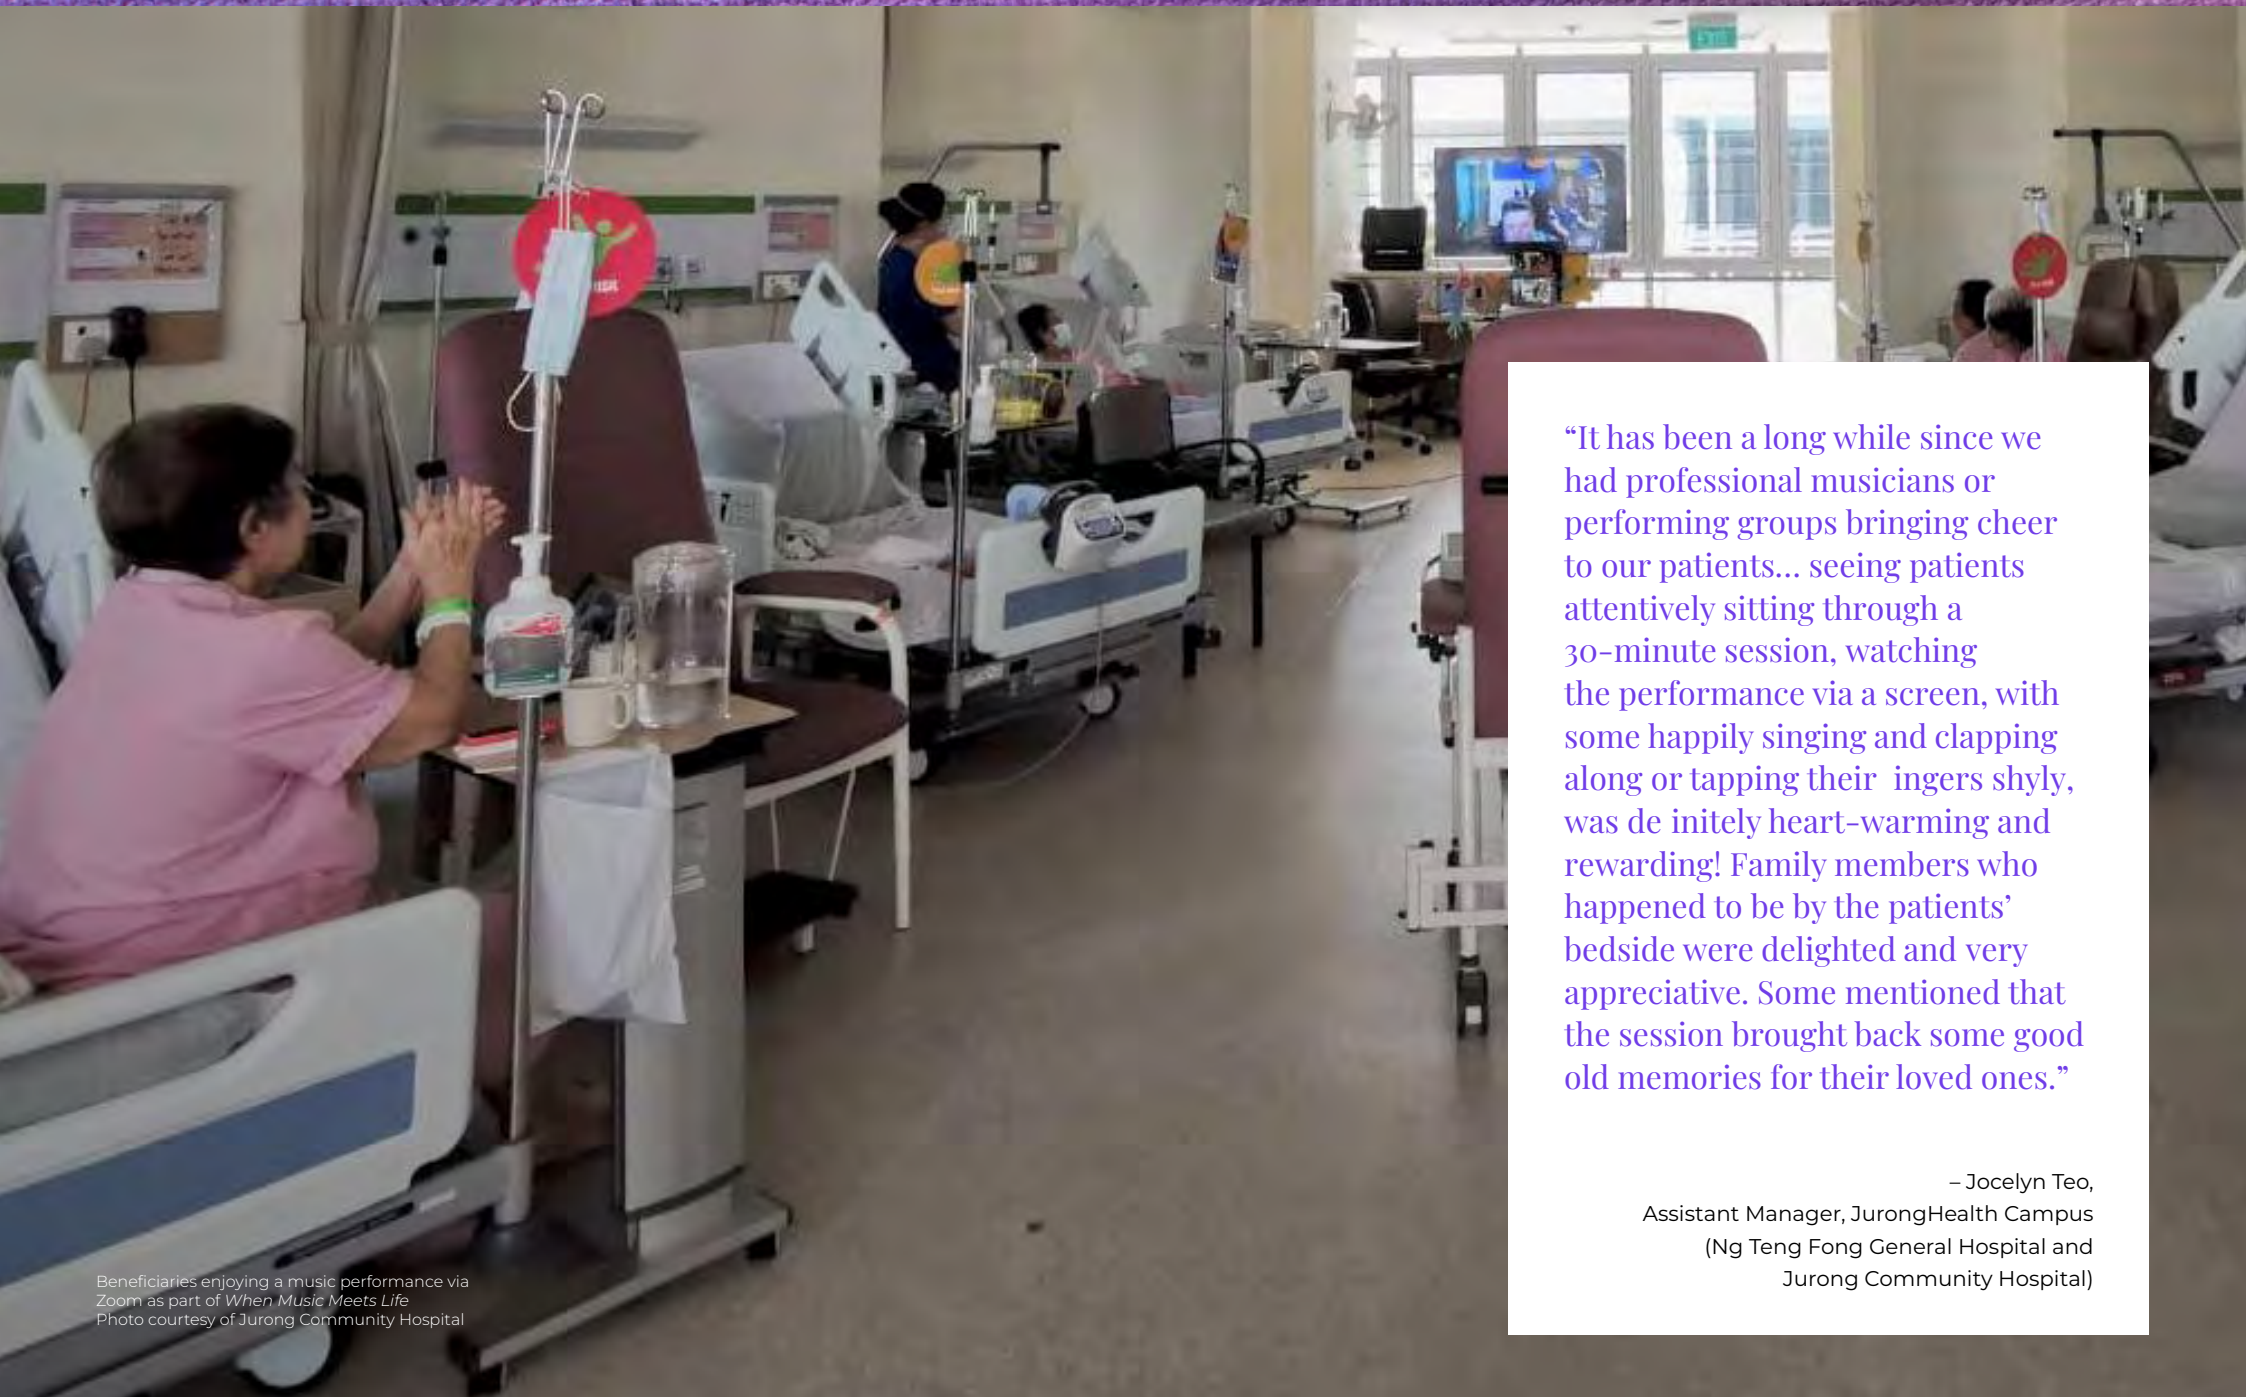 EXIT
“It has been a long while since we
had professional musicians or
performing groups bringing cheer
to our patients... seeing patients
attentively sitting through a
30-minute session, watching
the performance via a screen, with
some happily singing and clapping
along or tapping their  ingers shyly,
was de initely heart-warming and
rewarding! Family members who
happened to be by the patients’
bedside were delighted and very
appreciative. Some mentioned that
the session brought back some good
old memories for their loved ones.”
– Jocelyn Teo,
Assistant Manager, JurongHealth Campus
(Ng Teng Fong General Hospital and
Jurong Community Hospital)
Beneficiaries enjoying a music performance via
Zoom as part of When Music Meets Life
Photo courtesy of Jurong Community Hospital